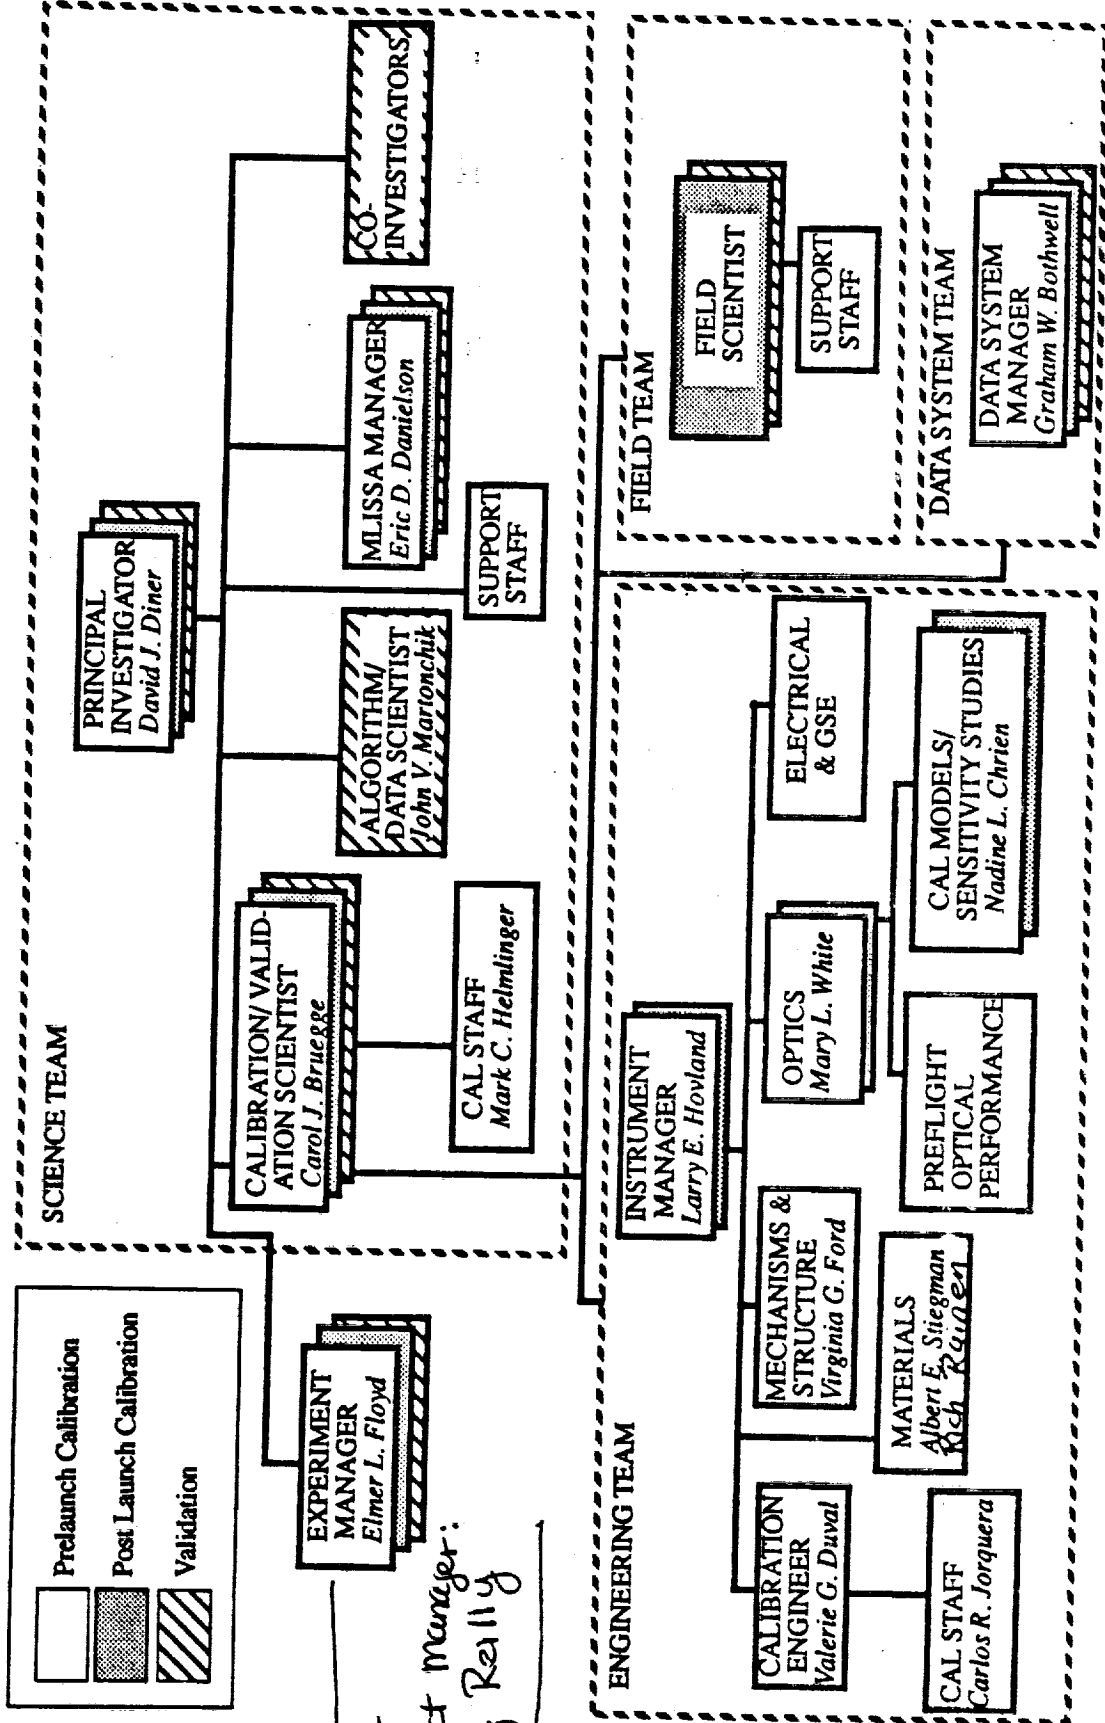 Prelaunch Calibration
Post Launch Calibration
Validation
SCIENCE TEAM
PRINCIPAL
INVESTIGATOR
David J. Diner
EXPERIMENT
MANAGER
Elmer L. Floyd
t Manager:
Reilly
CALIBRATION/VALID-
ATION SCIENTIST
Carol J. Bruegge
CAL STAFF
Mark C. Helmlinger
ALGORITHM/
DATA SCIENTIST
John V. Martonchik
SUPPORT
STAFF
MLISSA MANAGER
Eric D. Danielson
CO-
INVESTIGATORS
ENGINEERING TEAM
INSTRUMENT
MANAGER
Larry E. Hovland
CALIBRATION
ENGINEER
Valerie G. Duval
CAL STAFF
Carlos R. Jorquera
MECHANISMS &
STRUCTURE
Virginia G. Ford
MATERIALS
Albert E. Stiegman
Rich Rainen
OPTICS
Mary L. White
PREFLIGHT
OPTICAL
PERFORMANCE
CAL MODELS/
SENSITIVITY STUDIES
Nadine L. Chrien
ELECTRICAL
& GSE
FIELD TEAM
FIELD
SCIENTIST
SUPPORT
STAFF
DATA SYSTEM TEAM
DATA SYSTEM
MANAGER
Graham W. Bothwell